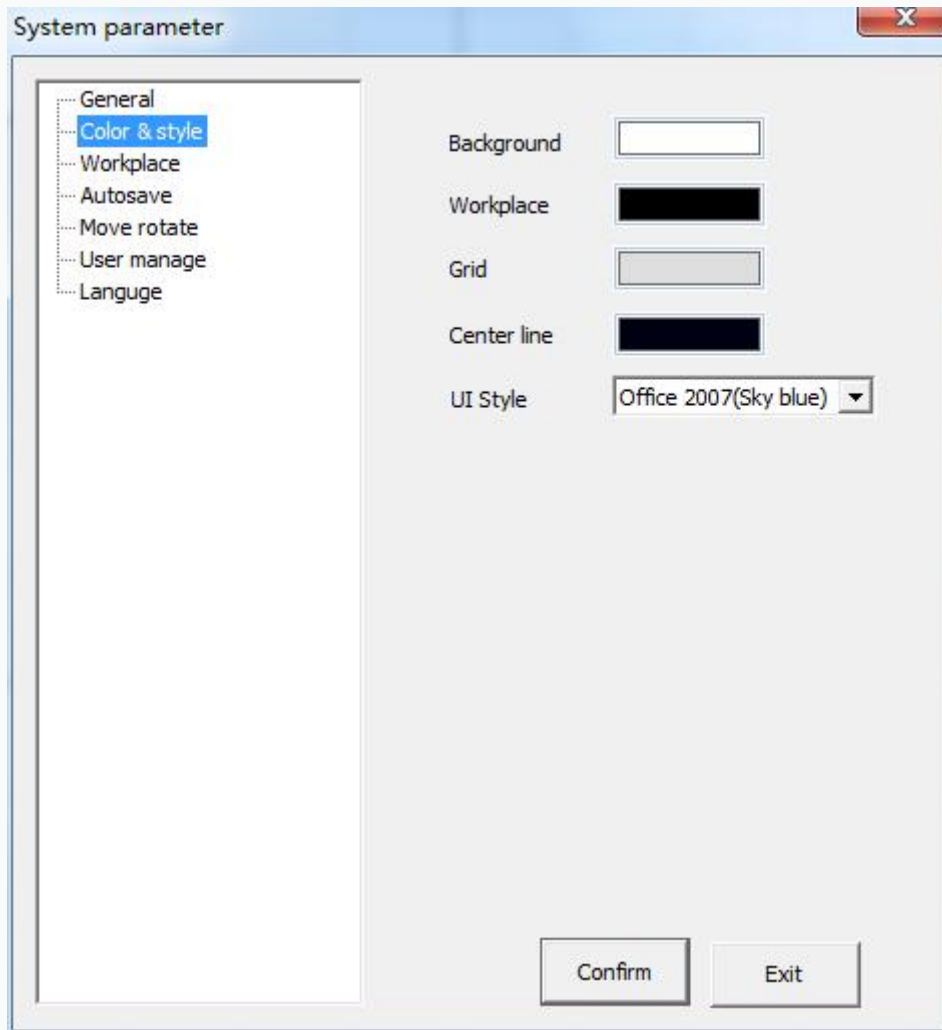 System parameter
General
Color & style
Workplace
Autosave
Move rotate
User manage
Languge
Background
Workplace
Grid
Center line
UI Style
Office 2007(Sky blue)
Confirm
Exit